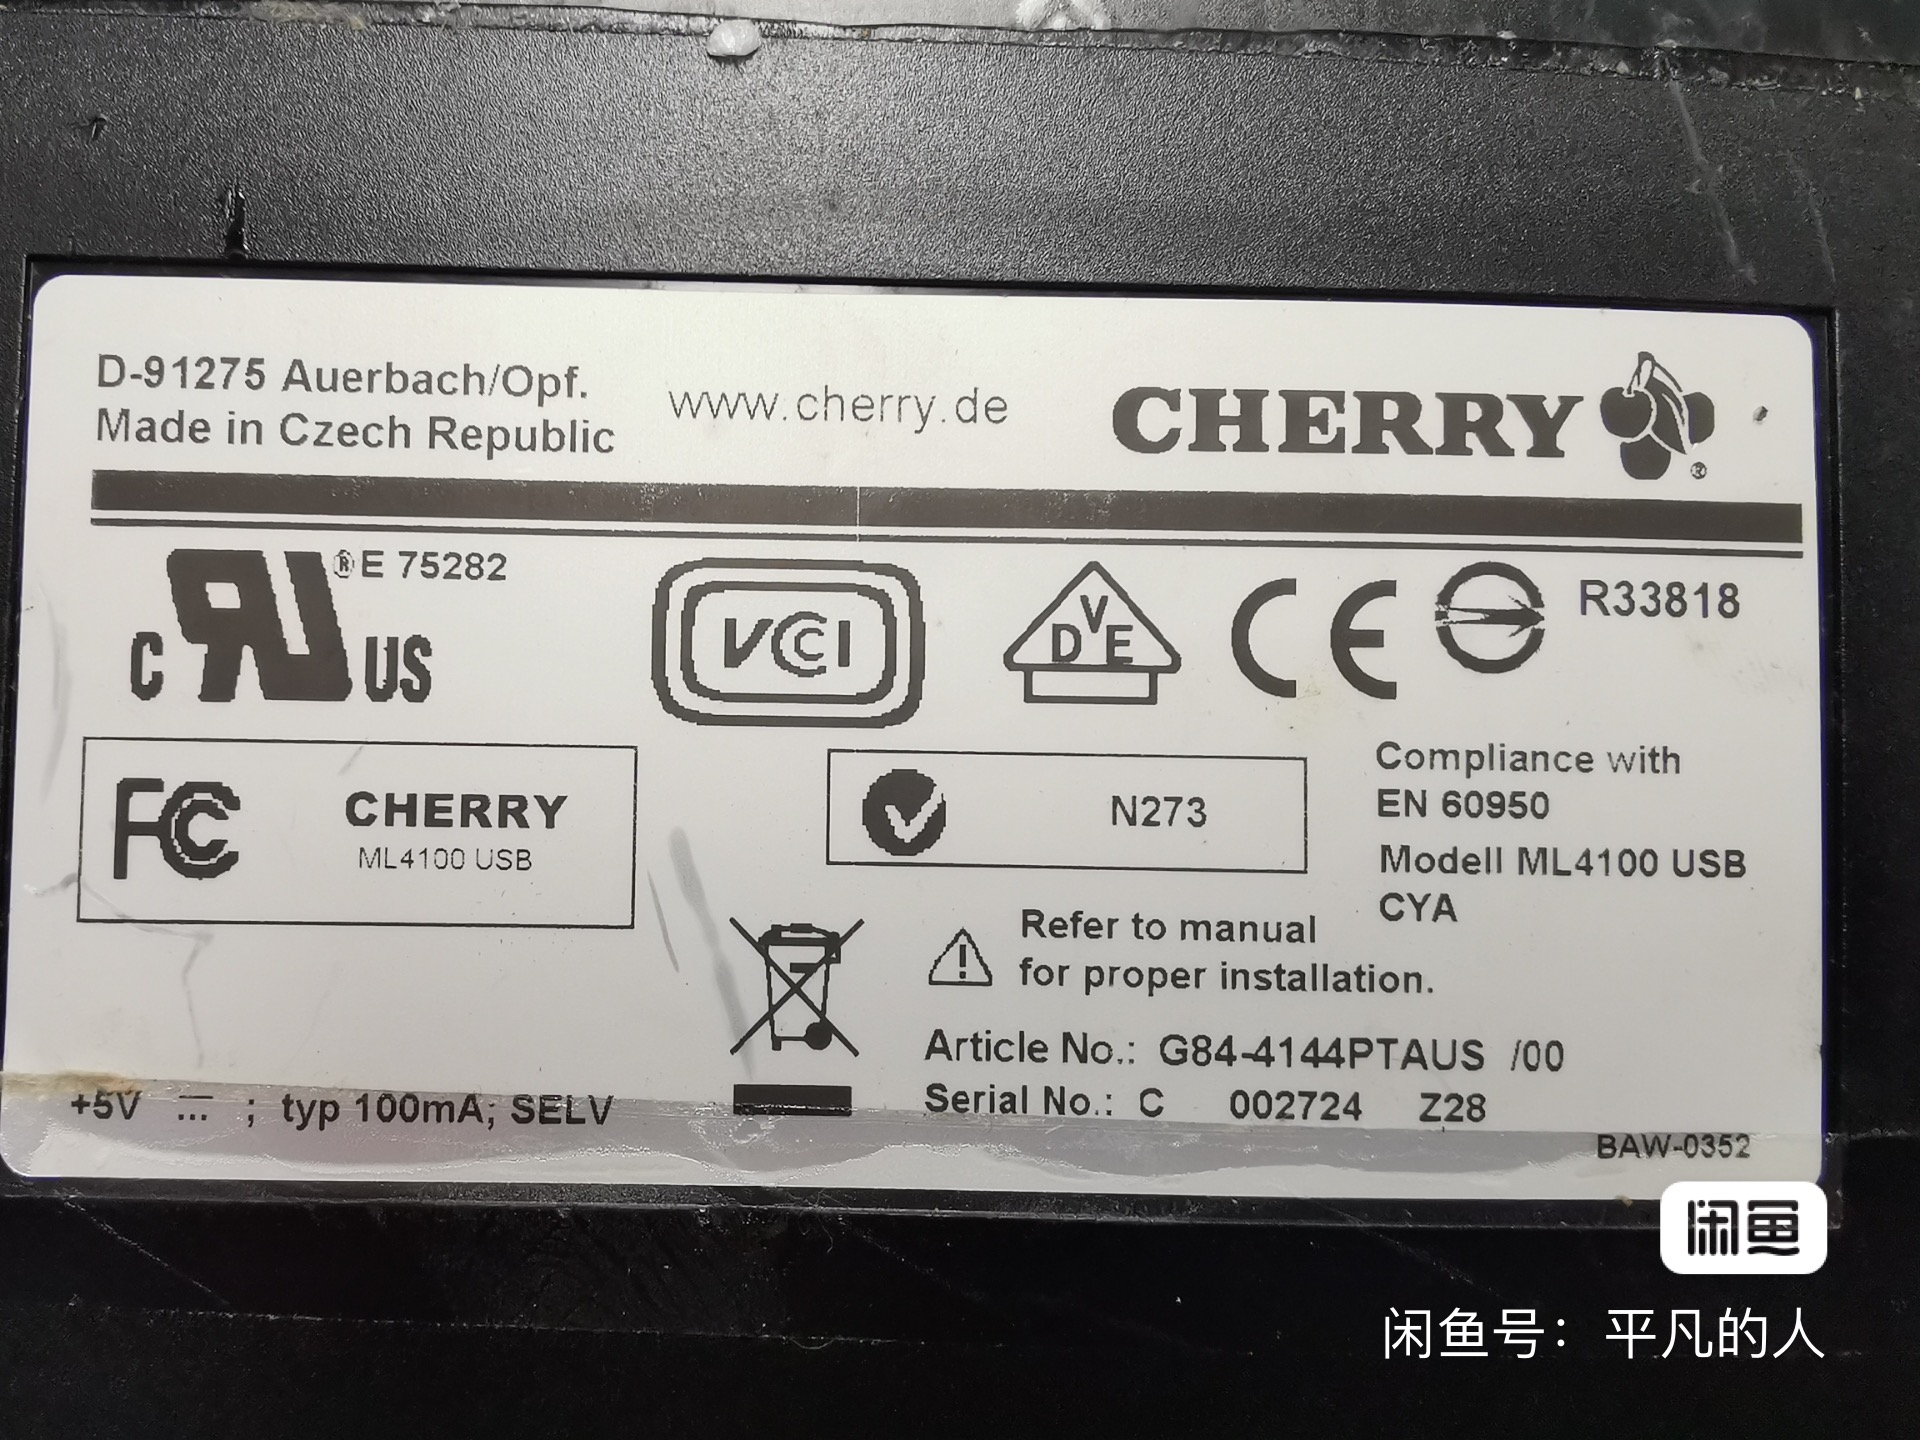 D-91275 Auerbach/Opf.
Made in Czech Republic
www.cherry.de
CHERRY
®
c RU US
® E 75282
VCCI
DVE
CE
R33818
FC
CHERRY
ML4100 USB
N273
Compliance with
EN 60950
Modell ML4100 USB
CYA
Refer to manual
for proper installation.
Article No.: G84-4144PTAUS /00
Serial No.: C 002724 Z28
+5V ⎓ ; typ 100mA; SELV
BAW-0352
闲鱼
闲鱼号：平凡的人